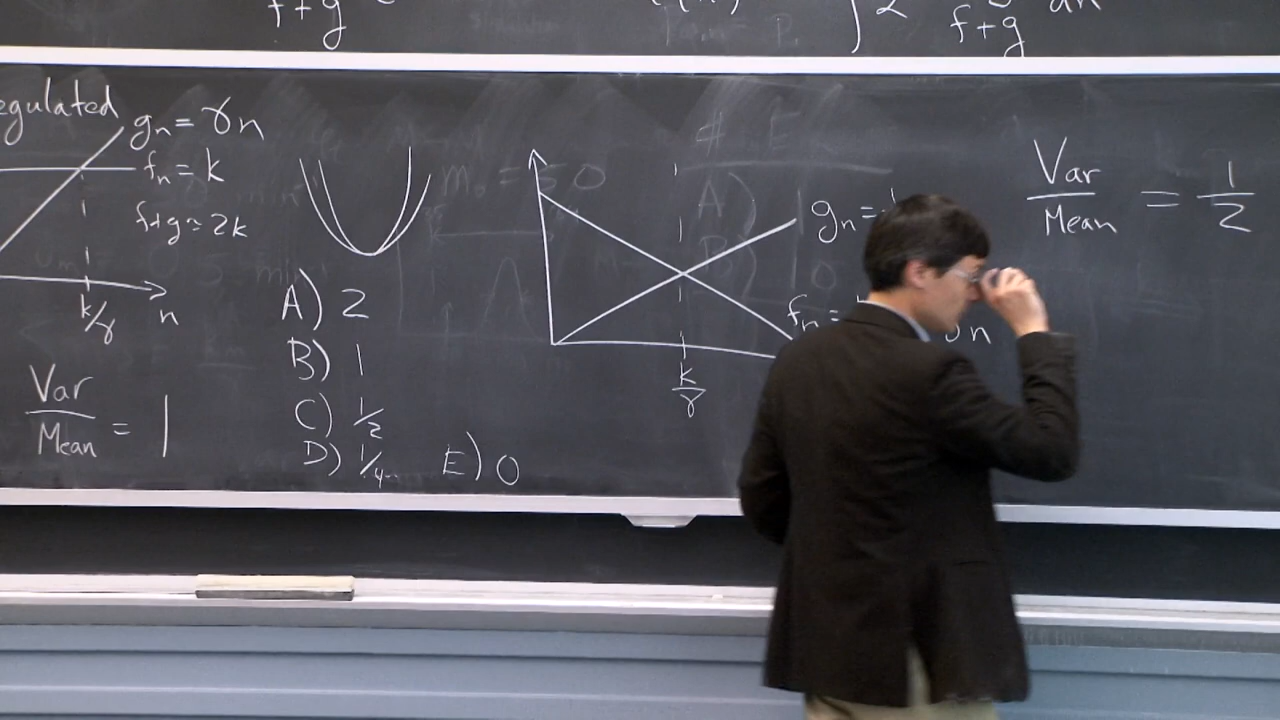 f+g
f+g
egulated
gn = γn
fn = k
f+g ≈ 2k
k/γ
n
Var
Mean
= 1
A) 2
B) 1
C) 1/2
D) 1/4
E) 0
gn =
fn =
n
k
γ
Var
Mean
= 1/2